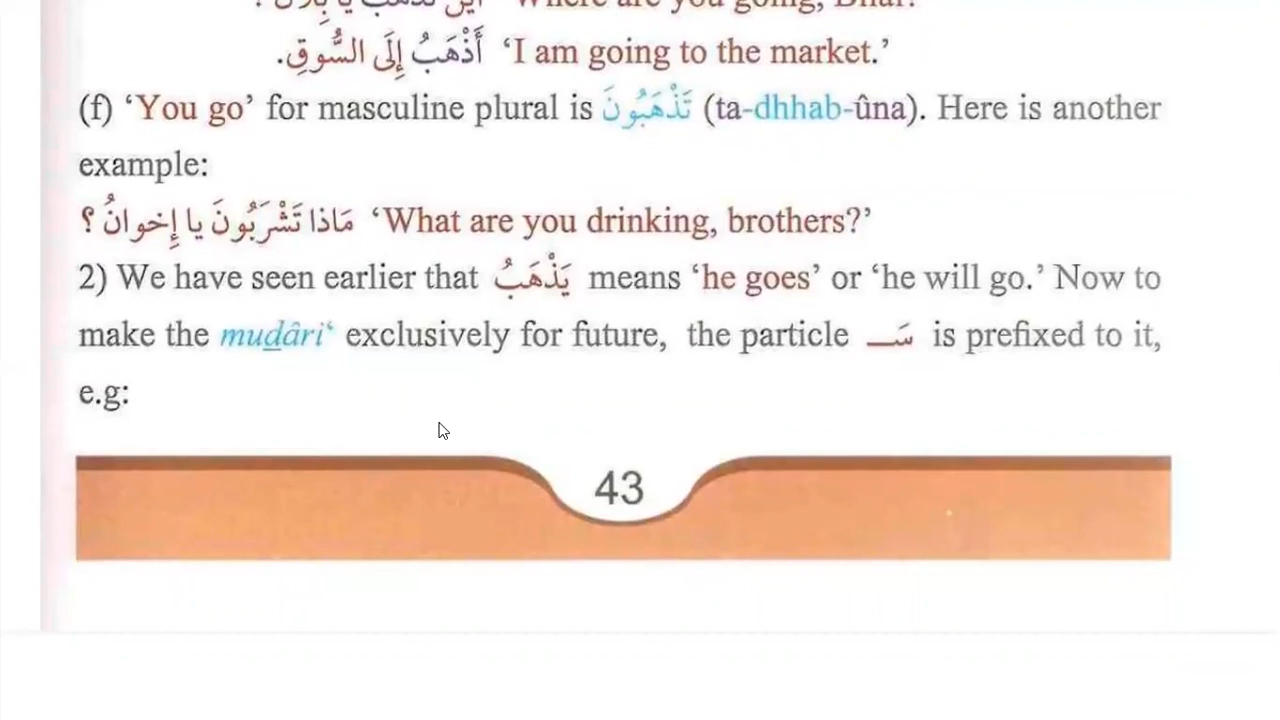 أَذْهَبُ إِلَى السُّوقِ. ‘I am going to the market.’
(f) ‘You go’ for masculine plural is تَذْهَبُونَ (ta-dhhab-ûna). Here is another
example:
مَاذا تَشْرَبُونَ يا إِخوانُ ؟ ‘What are you drinking, brothers?’
2) We have seen earlier that يَذْهَبُ means ‘he goes’ or ‘he will go.’ Now to
make the muḏâri‘ exclusively for future, the particle سَـ is prefixed to it,
e.g:
43